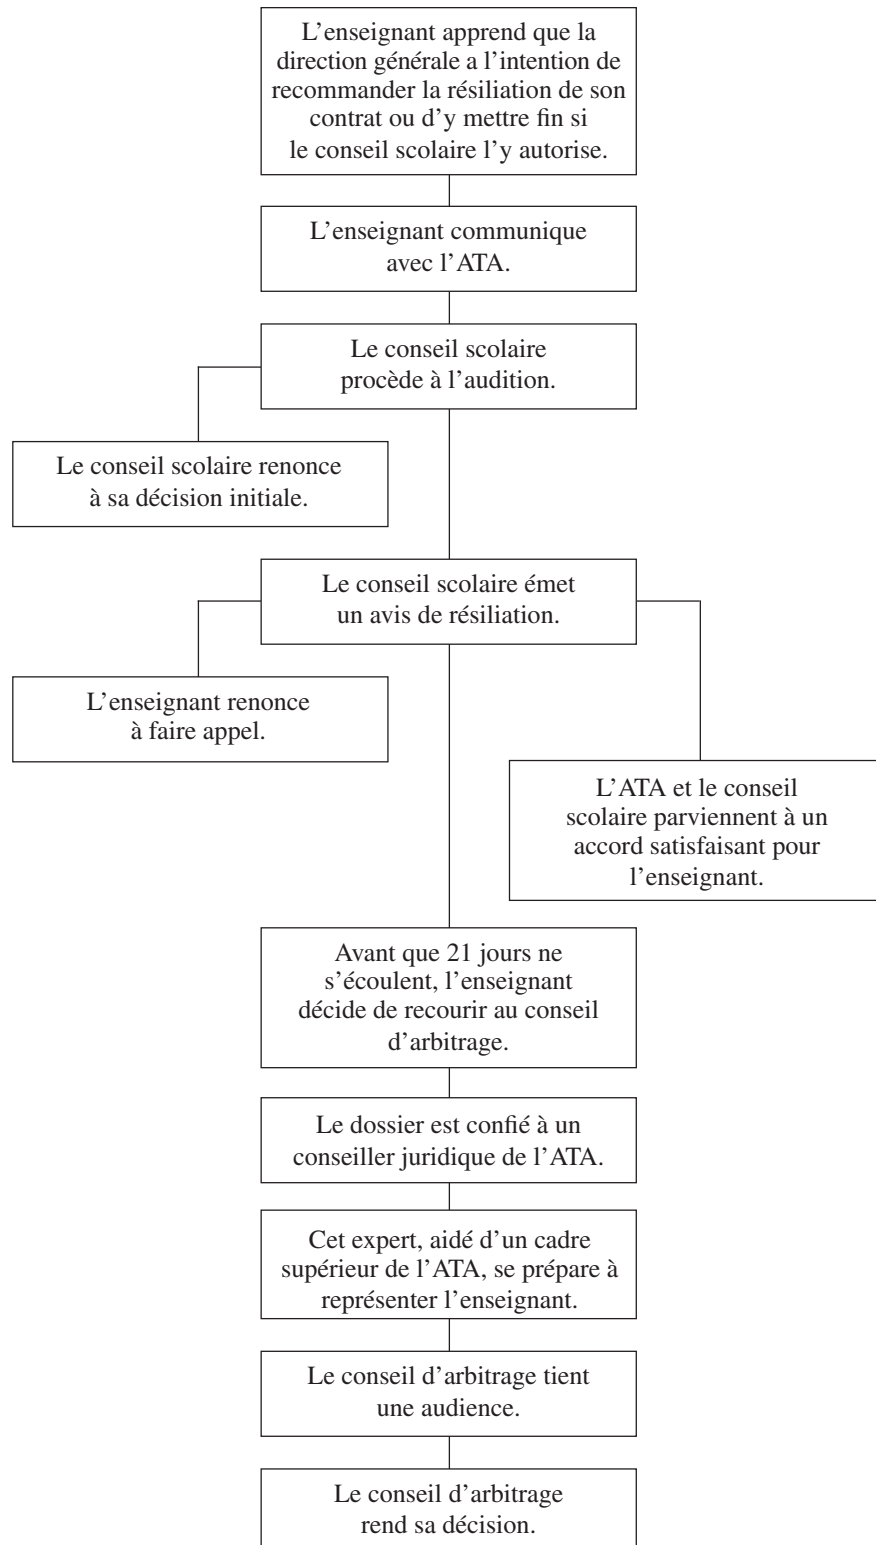 L’enseignant apprend que la
direction générale a l’intention de
recommander la résiliation de son
contrat ou d’y mettre fin si
le conseil scolaire l’y autorise.
L’enseignant communique
avec l’ATA.
Le conseil scolaire
procède à l’audition.
Le conseil scolaire renonce
à sa décision initiale.
Le conseil scolaire émet
un avis de résiliation.
L’enseignant renonce
à faire appel.
L’ATA et le conseil
scolaire parviennent à un
accord satisfaisant pour
l’enseignant.
Avant que 21 jours ne
s’écoulent, l’enseignant
décide de recourir au conseil
d’arbitrage.
Le dossier est confié à un
conseiller juridique de l’ATA.
Cet expert, aidé d’un cadre
supérieur de l’ATA, se prépare à
représenter l’enseignant.
Le conseil d’arbitrage tient
une audience.
Le conseil d’arbitrage
rend sa décision.